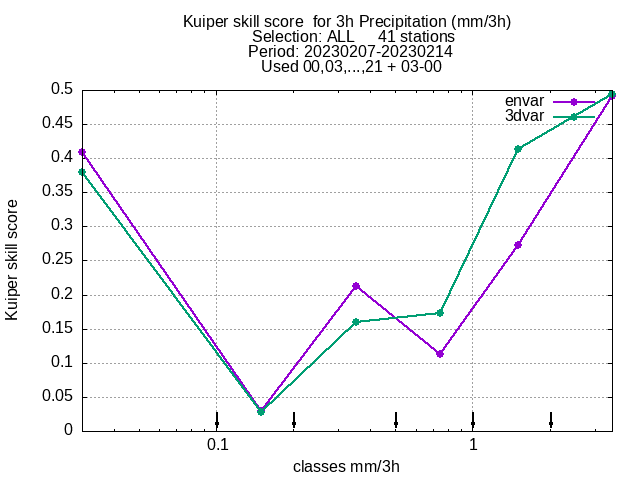 Kuiper skill score  for 3h Precipitation (mm/3h)
Selection: ALL     41 stations
Period: 20230207-20230214
Used 00,03,...,21 + 03-00
envar
3dvar
0.5
0.45
0.4
0.35
0.3
0.25
0.2
0.15
0.1
0.05
0
Kuiper skill score
0.1
1
classes mm/3h